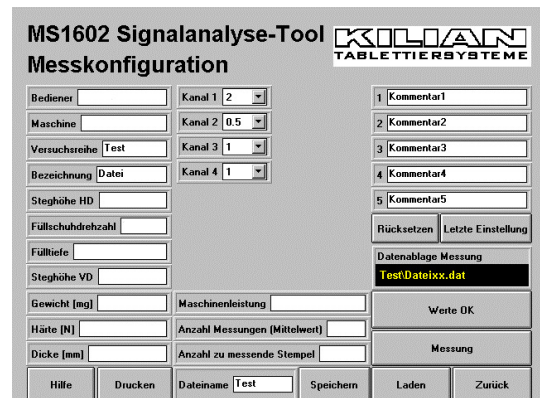 MS1602 Signalanalyse-Tool
Messkonfiguration
KILIAN
TABLETTIERSYSTEME
Bediener
Maschine
Versuchsreihe Test
Bezeichnung Datei
Steghöhe HD
Füllschuhdrehzahl
Fülltiefe
Steghöhe VD
Gewicht [mg]
Härte [N]
Dicke [mm]
Kanal 1 2
Kanal 2 0.5
Kanal 3 1
Kanal 4 1
Maschinenleistung
Anzahl Messungen (Mittelwert)
Anzahl zu messende Stempel
1 Kommentar1
2 Kommentar2
3 Kommentar3
4 Kommentar4
5 Kommentar5
Rücksetzen Letzte Einstellung
Datenablage Messung
Test\Dateixx.dat
Werte OK
Messung
Hilfe Drucken Dateiname Test Speichern Laden Zurück